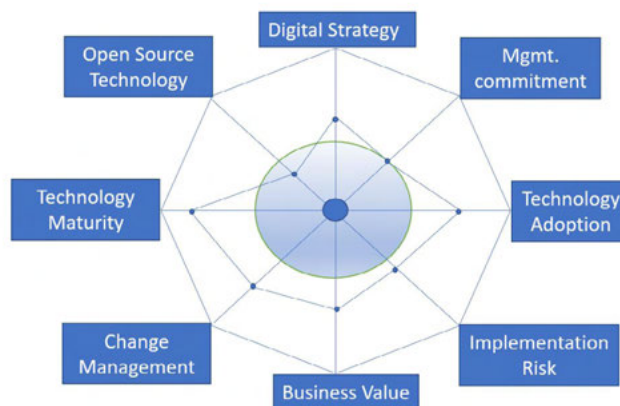 Digital Strategy
Open Source
Technology
Mgmt.
commitment
Technology
Maturity
Technology
Adoption
Change
Management
Implementation
Risk
Business Value